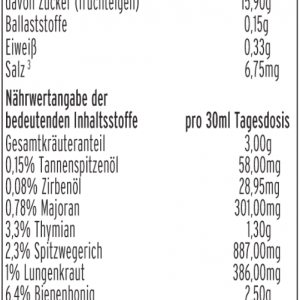 davon Zucker (fruchteigen) 15,90g
Ballaststoffe 0,15g
Eiweiß 0,33g
Salz ³ 6,75mg
Nährwertangabe der
bedeutenden Inhaltsstoffe pro 30ml Tagesdosis
Gesamtkräuteranteil 3,00g
0,15% Tannenspitzenöl 58,00mg
0,08% Zirbenöl 28,95mg
0,78% Majoran 301,00mg
3,3% Thymian 1,30g
2,3% Spitzwegerich 887,00mg
1% Lungenkraut 386,00mg
6,4% Bienenhonig 2,50g